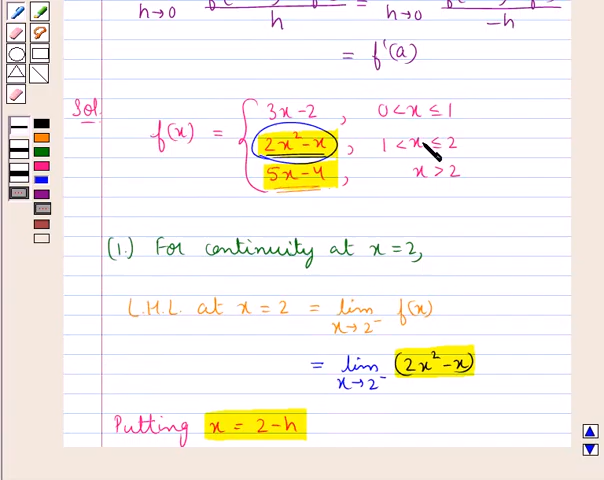 h→0 h = h→0 -h
= f'(a)
Sol. 3x-2, 0<x≤1
f(x) = { 2x²-x, 1<x≤2
5x-4, x>2
(1.) For continuity at x=2,
L.H.L. at x=2 = lim x→2⁻ f(x)
= lim x→2⁻ (2x²-x)
Putting x = 2-h